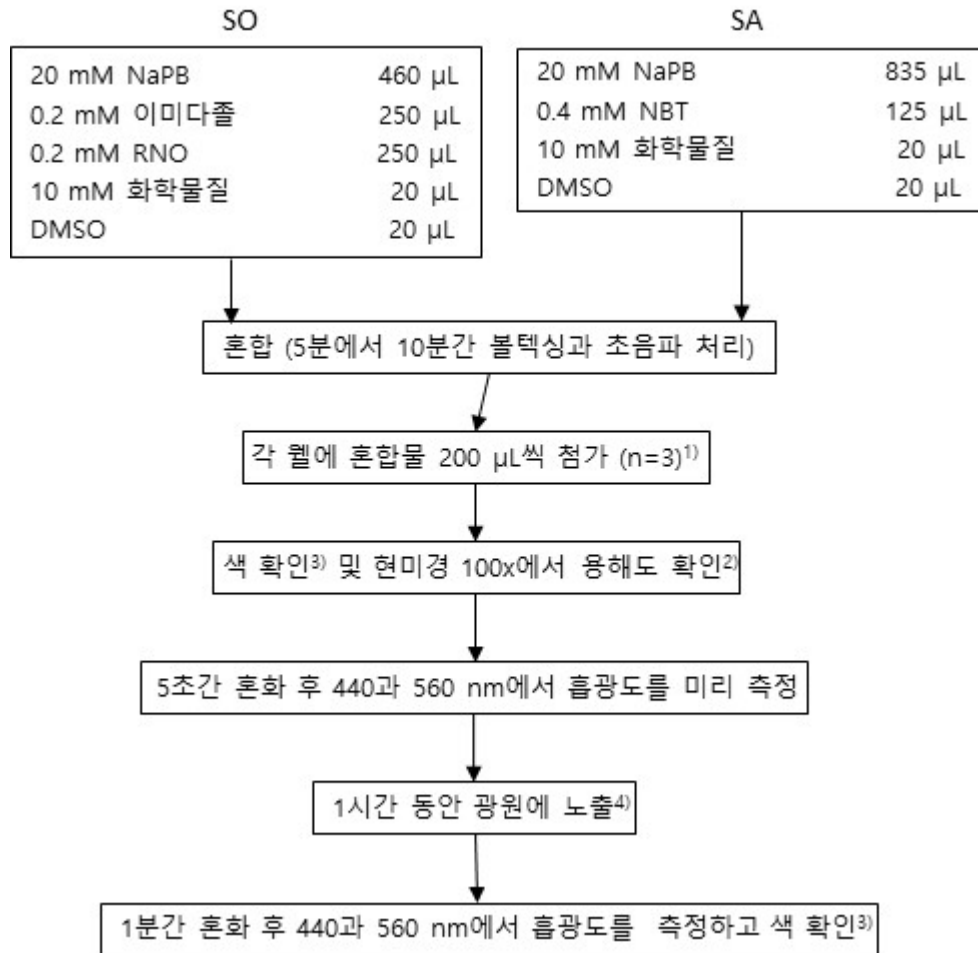 SO
20 mM NaPB 460 µL
0.2 mM 이미다졸 250 µL
0.2 mM RNO 250 µL
10 mM 화학물질 20 µL
DMSO 20 µL
SA
20 mM NaPB 835 µL
0.4 mM NBT 125 µL
10 mM 화학물질 20 µL
DMSO 20 µL
혼합 (5분에서 10분간 볼텍싱과 초음파 처리)
각 웰에 혼합물 200 µL씩 첨가 (n=3)1)
색 확인3) 및 현미경 100x에서 용해도 확인2)
5초간 혼화 후 440과 560 nm에서 흡광도를 미리 측정
1시간 동안 광원에 노출4)
1분간 혼화 후 440과 560 nm에서 흡광도를 측정하고 색 확인3)